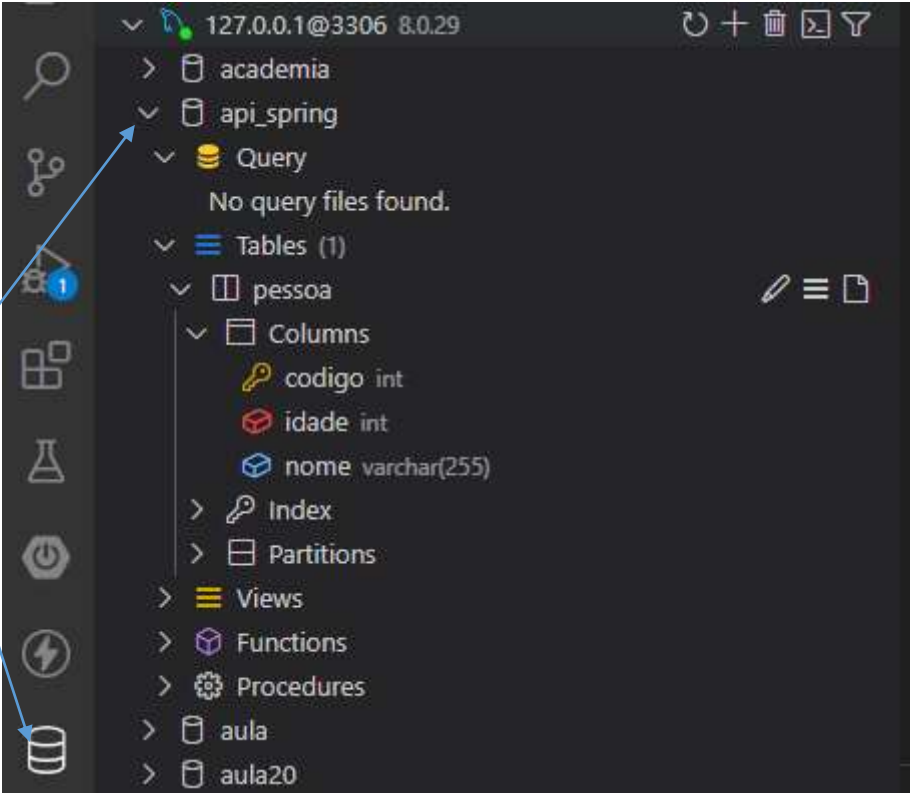 127.0.0.1@3306 8.0.29
academia
api_spring
Query
No query files found.
Tables (1)
1
pessoa
Columns
codigo int
idade int
nome varchar(255)
Index
Partitions
Views
Functions
Procedures
aula
aula20